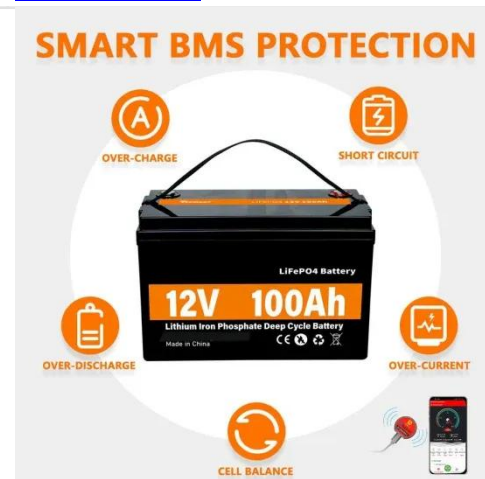 SMART BMS PROTECTION
OVER-CHARGE
SHORT CIRCUIT
LiFePO4 Battery
12V 100Ah
Lithium Iron Phosphate Deep Cycle Battery
Made in China
OVER-DISCHARGE
OVER-CURRENT
CELL BALANCE